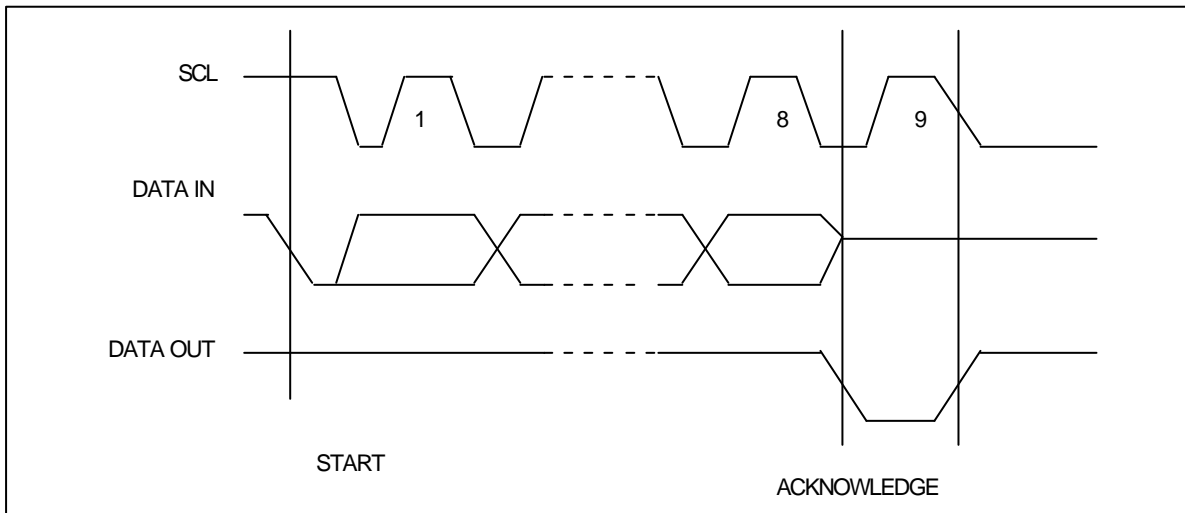 SCL
1
8
9
DATA IN
DATA OUT
START
ACKNOWLEDGE